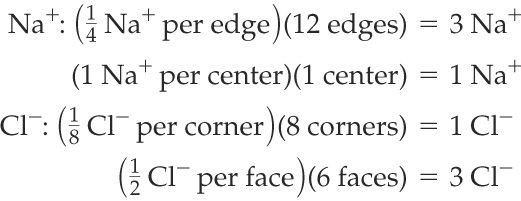 Na⁺: (1/4 Na⁺ per edge)(12 edges) = 3 Na⁺
(1 Na⁺ per center)(1 center) = 1 Na⁺
Cl⁻: (1/8 Cl⁻ per corner)(8 corners) = 1 Cl⁻
(1/2 Cl⁻ per face)(6 faces) = 3 Cl⁻